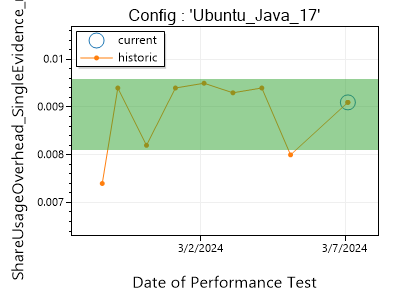 Config : 'Ubuntu_Java_17'
current
historic
0.01
0.009
0.008
0.007
ShareUsageOverhead_SingleEvidence_
3/2/2024
3/7/2024
Date of Performance Test